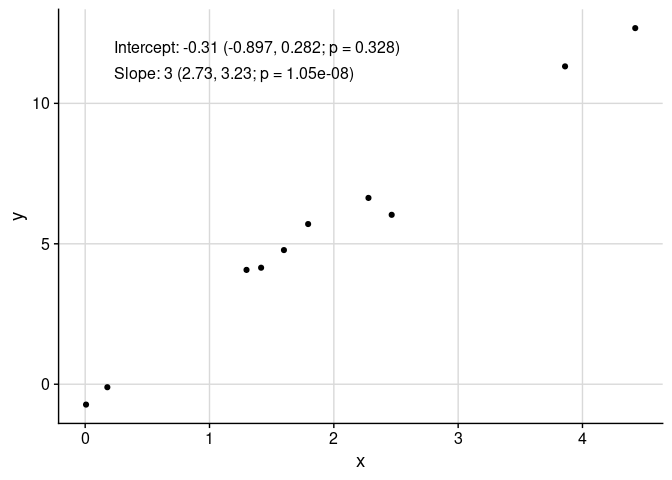 Intercept: -0.31 (-0.897, 0.282; p = 0.328)
Slope: 3 (2.73, 3.23; p = 1.05e-08)
10
5
0
y
0 1 2 3 4
x